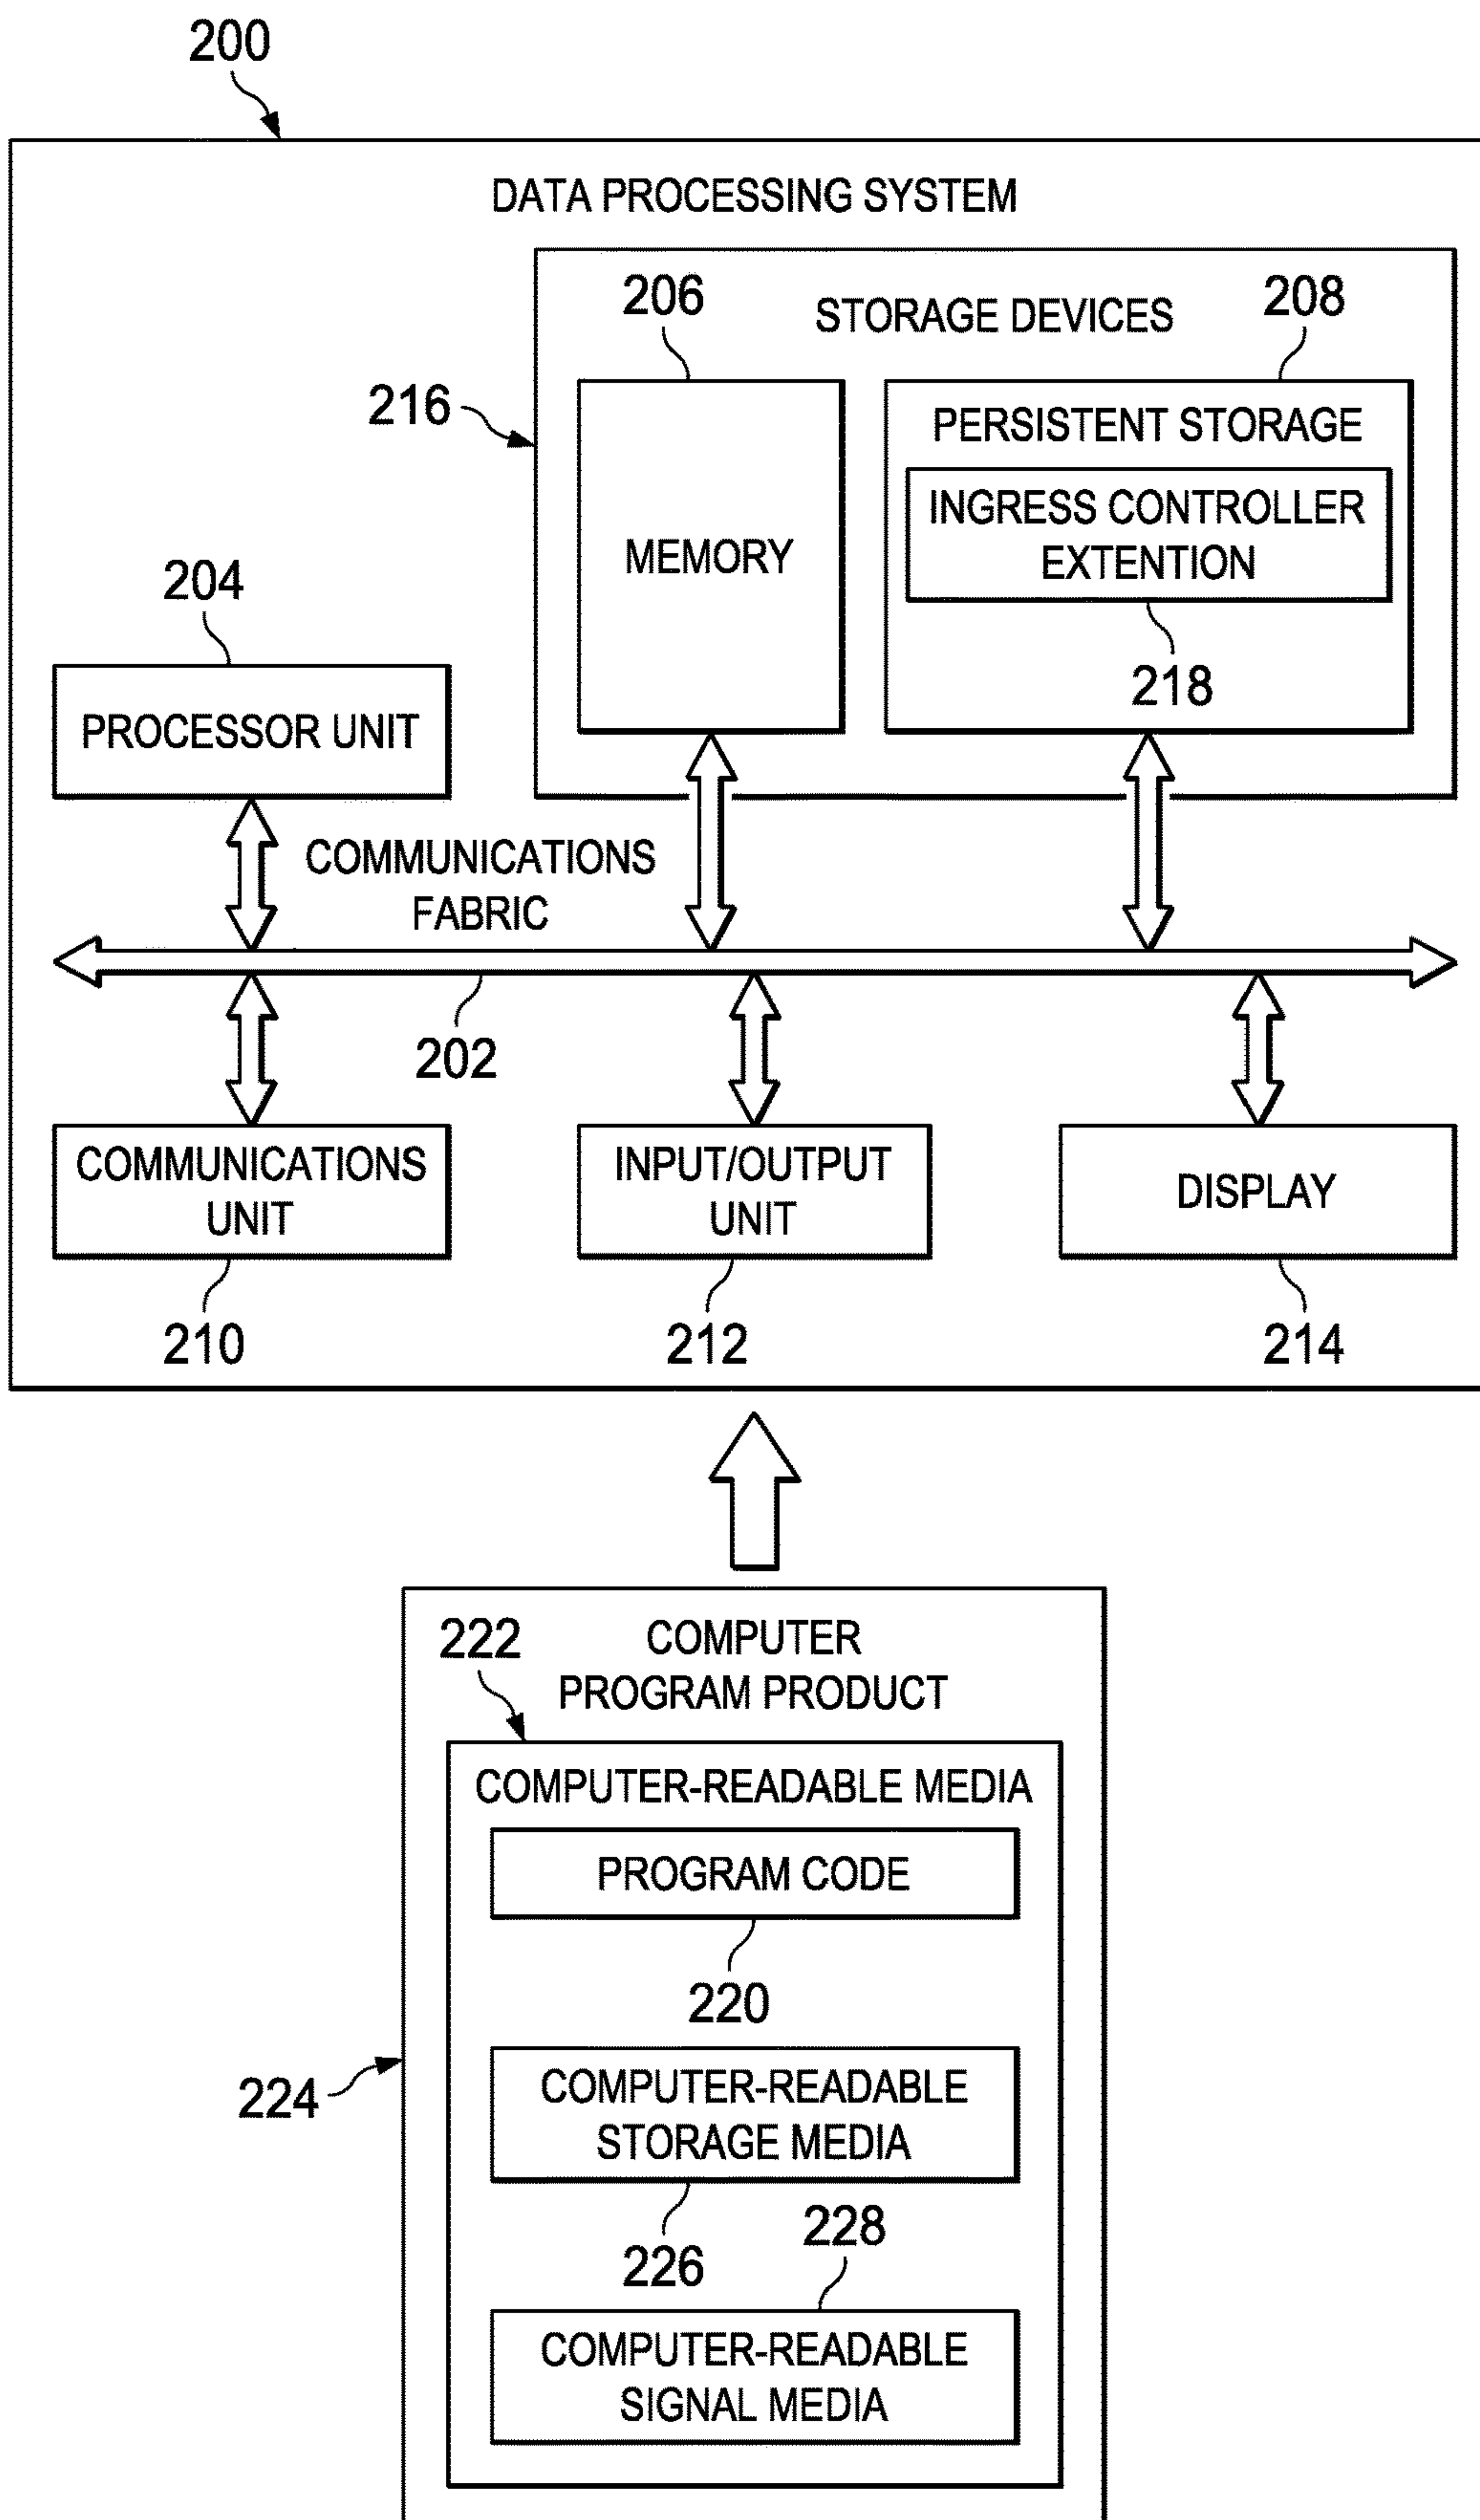 200
DATA PROCESSING SYSTEM
206
STORAGE DEVICES
208
216
PERSISTENT STORAGE
INGRESS CONTROLLER
EXTENTION
MEMORY
218
204
PROCESSOR UNIT
COMMUNICATIONS
FABRIC
202
COMMUNICATIONS
UNIT
INPUT/OUTPUT
UNIT
DISPLAY
210
212
214
222
COMPUTER
PROGRAM PRODUCT
COMPUTER-READABLE MEDIA
PROGRAM CODE
220
224
COMPUTER-READABLE
STORAGE MEDIA
226
228
COMPUTER-READABLE
SIGNAL MEDIA